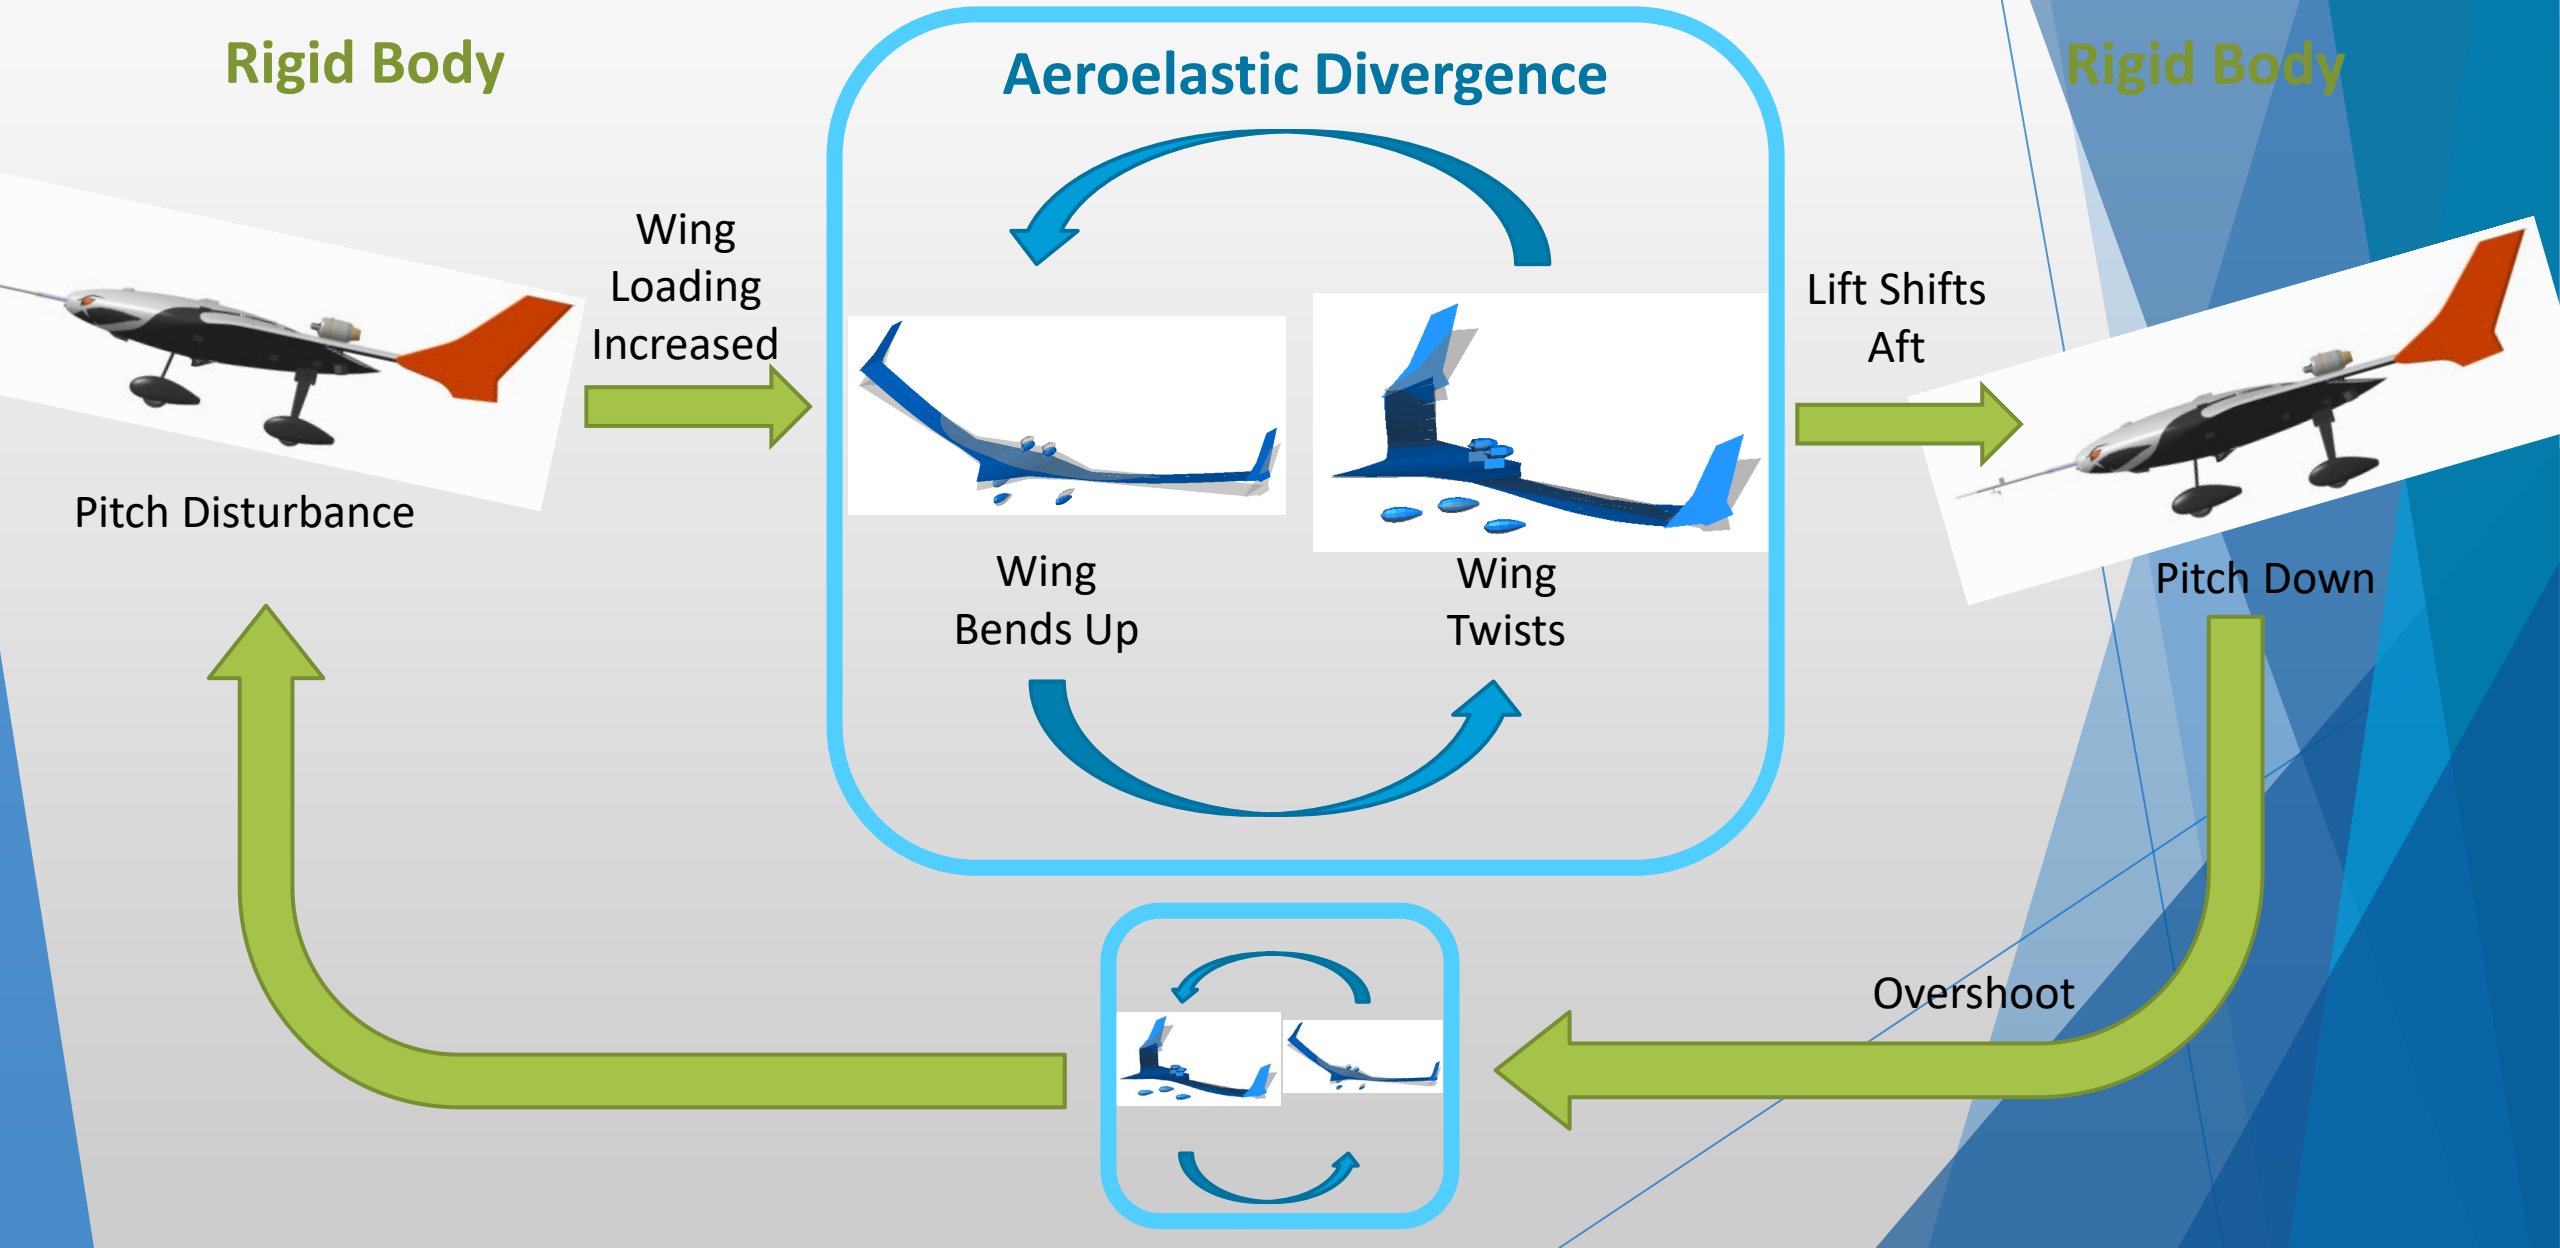 Rigid Body
Aeroelastic Divergence
Rigid Body
Wing
Loading
Increased
Lift Shifts
Aft
Pitch Disturbance
Wing
Bends Up
Wing
Twists
Pitch Down
Overshoot